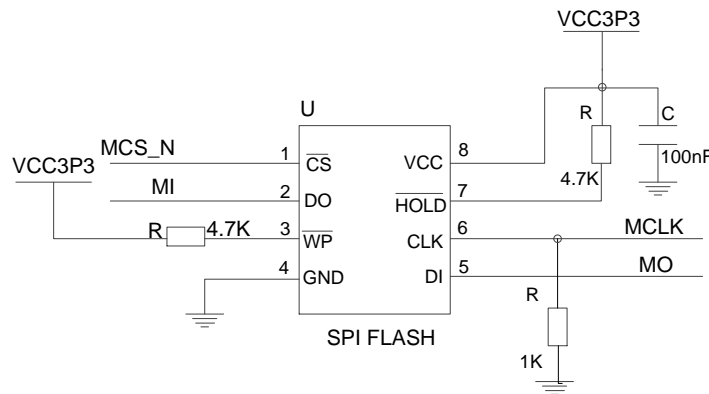 VCC3P3
U
R
C
MCS_N
1
CS
VCC
8
100nF
VCC3P3
MI
2
DO
HOLD
7
4.7K
R
4.7K
3
WP
CLK
6
MCLK
4
GND
DI
5
MO
R
SPI FLASH
1K